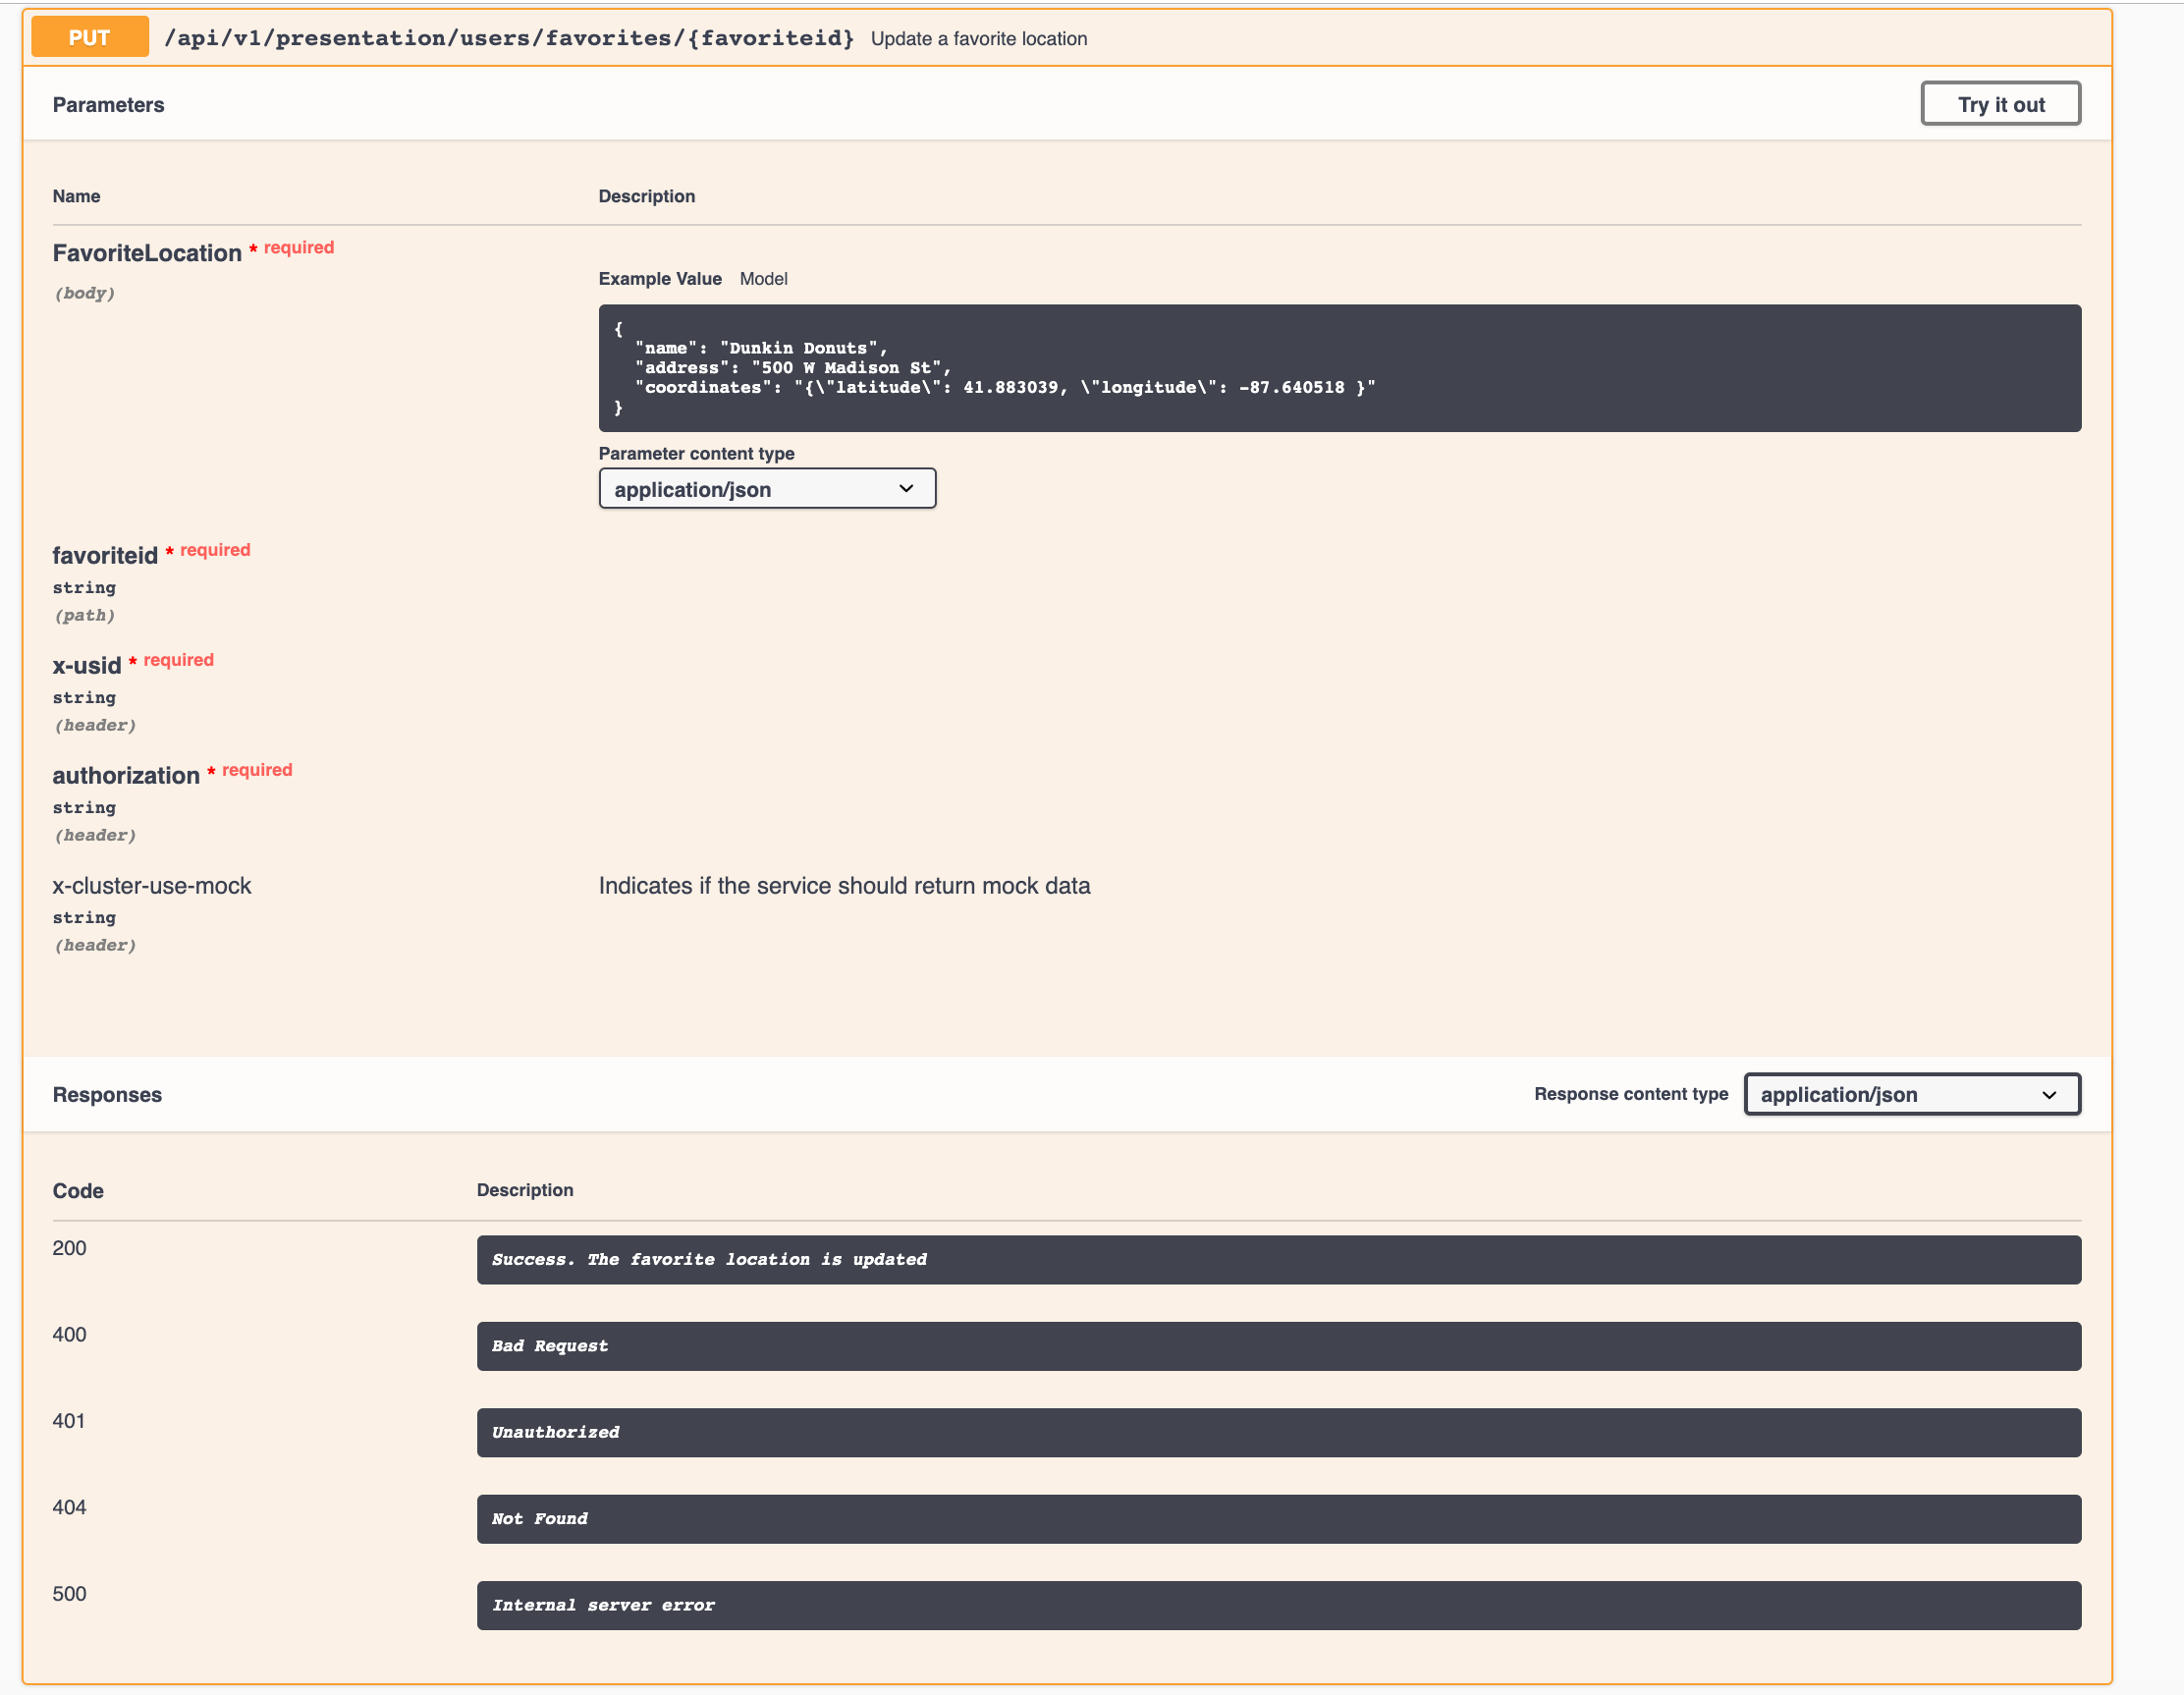 PUT /api/v1/presentation/users/favorites/{favoriteid} Update a favorite location
Parameters
Try it out
Name Description
FavoriteLocation * required
(body)
Example Value Model
{
  "name": "Dunkin Donuts",
  "address": "500 W Madison St",
  "coordinates": "{\"latitude\": 41.883039, \"longitude\": -87.640518 }"
}
Parameter content type
application/json
favoriteid * required
string
(path)
x-usid * required
string
(header)
authorization * required
string
(header)
x-cluster-use-mock Indicates if the service should return mock data
string
(header)
Responses Response content type application/json
Code Description
200 Success. The favorite location is updated
400 Bad Request
401 Unauthorized
404 Not Found
500 Internal server error